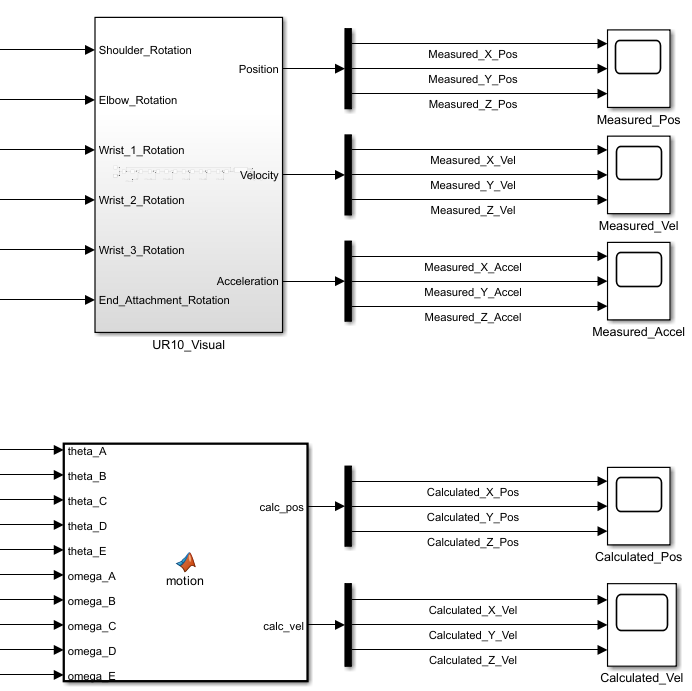 Shoulder_Rotation
Elbow_Rotation
Wrist_1_Rotation
Wrist_2_Rotation
Wrist_3_Rotation
End_Attachment_Rotation
Position
Velocity
Acceleration
UR10_Visual
Measured_X_Pos
Measured_Y_Pos
Measured_Z_Pos
Measured_Pos
Measured_X_Vel
Measured_Y_Vel
Measured_Z_Vel
Measured_Vel
Measured_X_Accel
Measured_Y_Accel
Measured_Z_Accel
Measured_Accel
theta_A
theta_B
theta_C
theta_D
theta_E
omega_A
omega_B
omega_C
omega_D
omega_E
motion
calc_pos
calc_vel
Calculated_X_Pos
Calculated_Y_Pos
Calculated_Z_Pos
Calculated_Pos
Calculated_X_Vel
Calculated_Y_Vel
Calculated_Z_Vel
Calculated_Vel